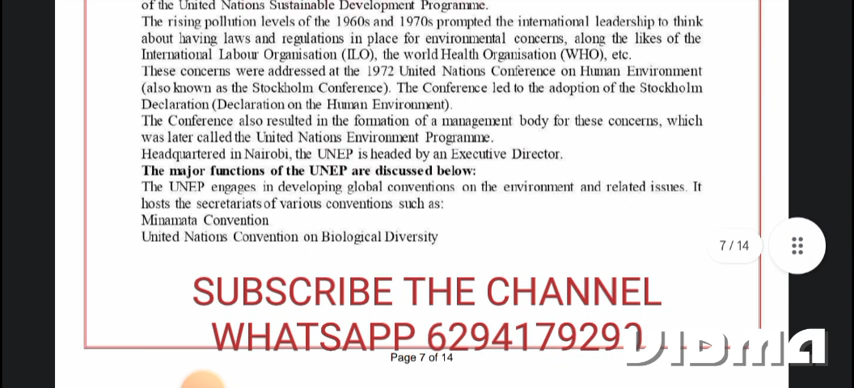 of the United Nations Sustainable Development Programme.
The rising pollution levels of the 1960s and 1970s prompted the international leadership to think
about having laws and regulations in place for environmental concerns, along the likes of the
International Labour Organisation (ILO), the world Health Organisation (WHO), etc.
These concerns were addressed at the 1972 United Nations Conference on Human Environment
(also known as the Stockholm Conference). The Conference led to the adoption of the Stockholm
Declaration (Declaration on the Human Environment).
The Conference also resulted in the formation of a management body for these concerns, which
was later called the United Nations Environment Programme.
Headquartered in Nairobi, the UNEP is headed by an Executive Director.
The major functions of the UNEP are discussed below:
The UNEP engages in developing global conventions on the environment and related issues. It
hosts the secretariats of various conventions such as:
Minamata Convention
United Nations Convention on Biological Diversity
7 / 14
SUBSCRIBE THE CHANNEL
WHATSAPP 6294179292
Page 7 of 14